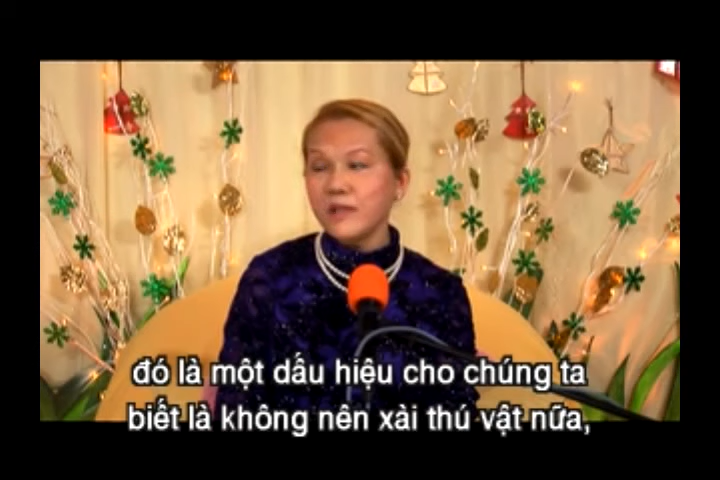 đó là một dấu hiệu cho chúng ta
biết là không nên xài thú vật nữa,